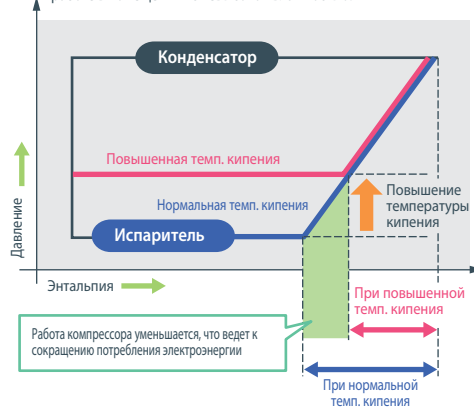 Конденсатор
Повышенная темп. кипения
Нормальная темп. кипения
Испаритель
Повышение
температуры
кипения
Давление
Энтальпия
При повышенной
темп. кипения
Работа компрессора уменьшается, что ведет к
сокращению потребления электроэнергии
При нормальной
темп. кипения